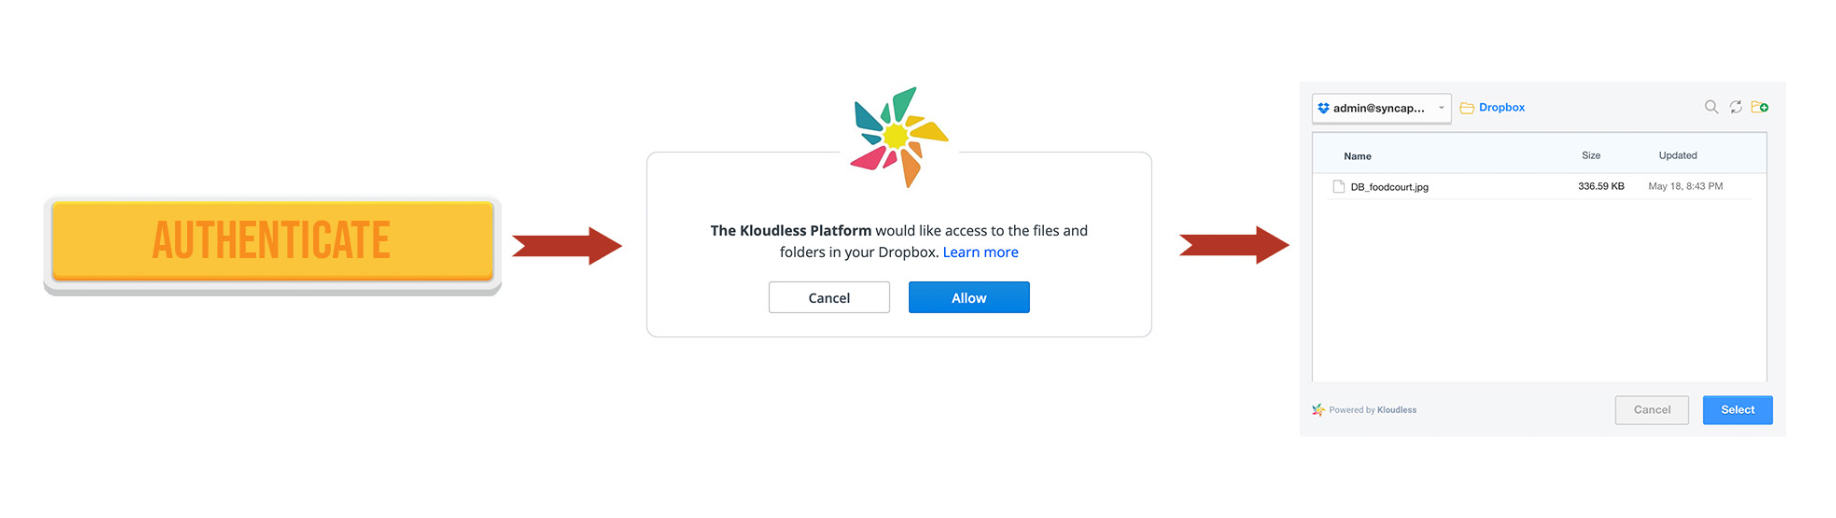 AUTHENTICATE
The Kloudless Platform would like access to the files and
folders in your Dropbox. Learn more
Cancel Allow
admin@syncap... Dropbox
Name Size Updated
DB_foodcourt.jpg 336.59 KB May 18, 8:43 PM
Powered by Kloudless Cancel Select